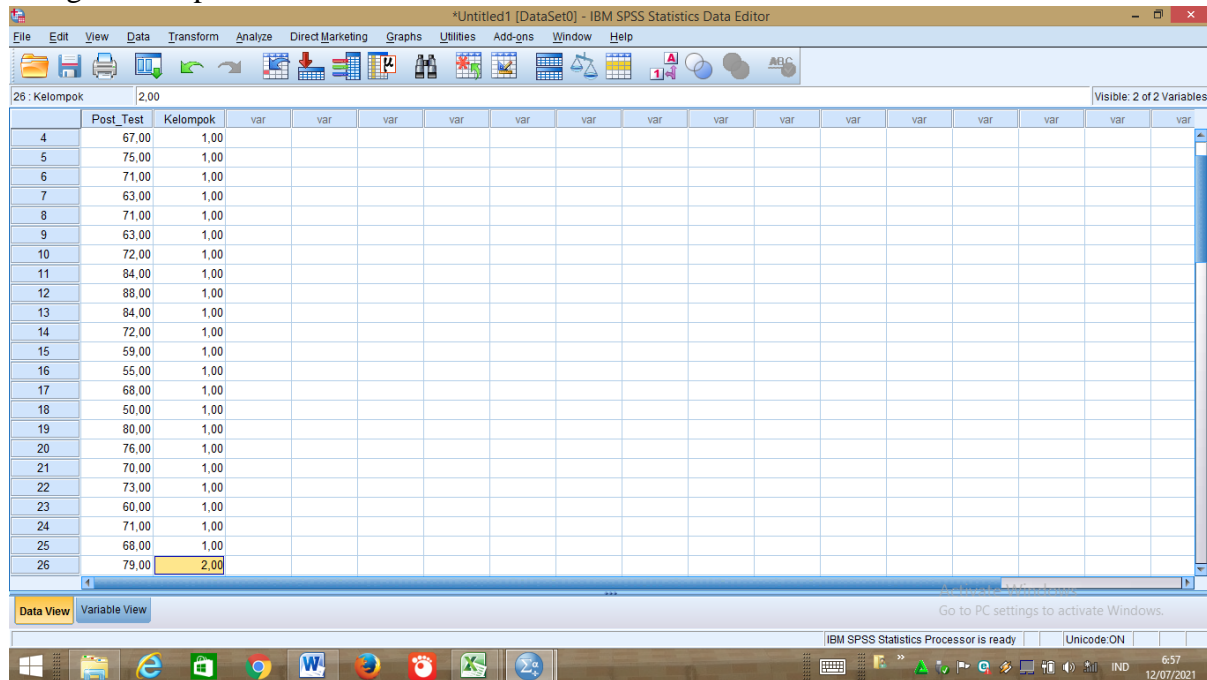 *Untitled1 [DataSet0] - IBM SPSS Statistics Data Editor
File Edit View Data Transform Analyze Direct Marketing Graphs Utilities Add-ons Window Help
26 : Kelompok 2,00 Visible: 2 of 2 Variables
Post_Test Kelompok var var var var var var var var var var var var var var var
4 67,00 1,00
5 75,00 1,00
6 71,00 1,00
7 63,00 1,00
8 71,00 1,00
9 63,00 1,00
10 72,00 1,00
11 84,00 1,00
12 88,00 1,00
13 84,00 1,00
14 72,00 1,00
15 59,00 1,00
16 55,00 1,00
17 68,00 1,00
18 50,00 1,00
19 80,00 1,00
20 76,00 1,00
21 70,00 1,00
22 73,00 1,00
23 60,00 1,00
24 71,00 1,00
25 68,00 1,00
26 79,00 2,00
Data View Variable View
Go to PC settings to activate Windows.
IBM SPSS Statistics Processor is ready Unicode:ON
IND 6:57
12/07/2021